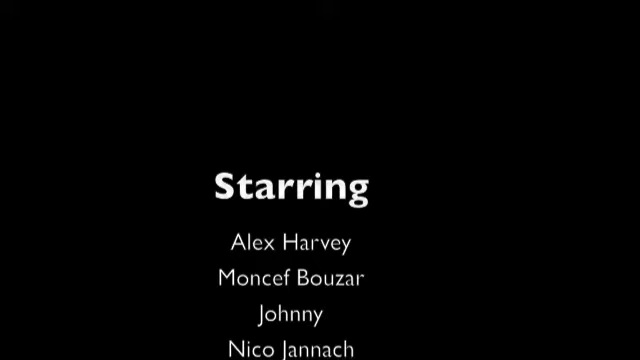 Starring
Alex Harvey
Moncef Bouzar
Johnny
Nico Jannach